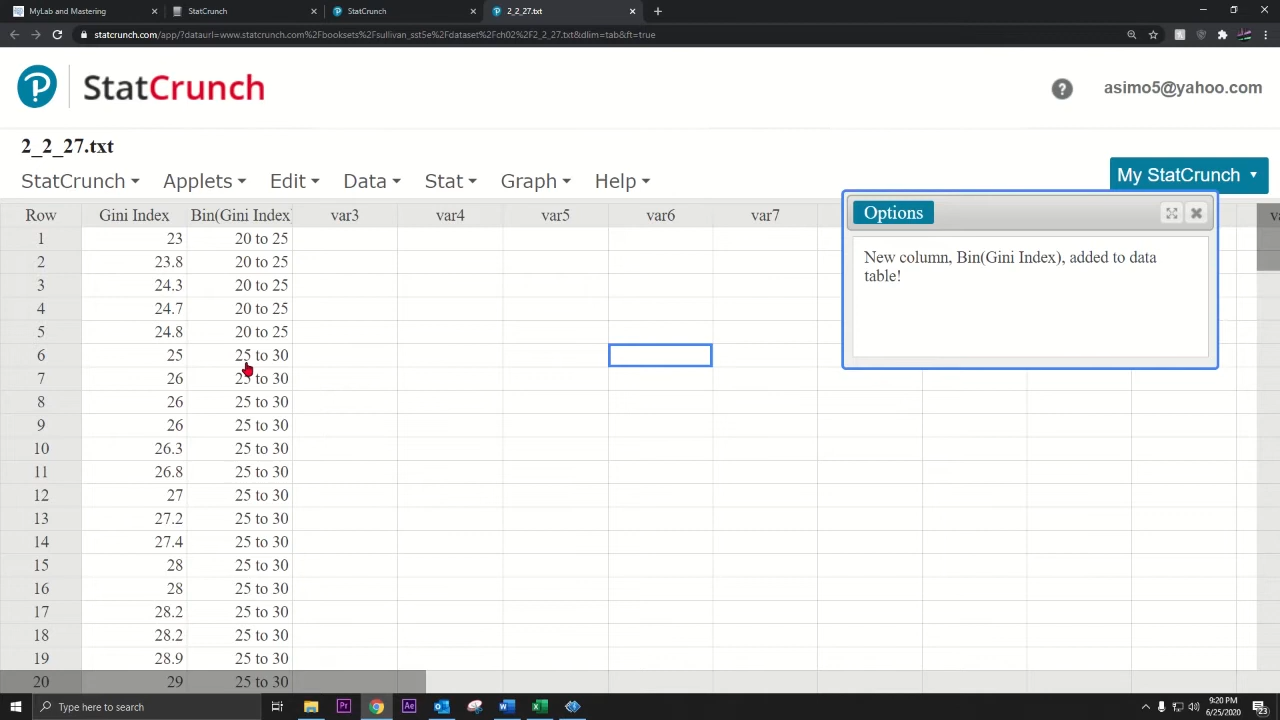 MyLab and Mastering
StatCrunch
StatCrunch
2_2_27.txt
statcrunch.com/app/?dataurl=www.statcrunch.com%2Fbooksets%2Fsullivan_sst5e%2Fdataset%2Fch02%2F2_2_27.txt&dlim=tab&ft=true
StatCrunch
asimo5@yahoo.com
2_2_27.txt
StatCrunch Applets Edit Data Stat Graph Help
My StatCrunch
Row Gini Index Bin(Gini Index) var3 var4 var5 var6 var7
Options
New column, Bin(Gini Index), added to data
table!
1 23 20 to 25
2 23.8 20 to 25
3 24.3 20 to 25
4 24.7 20 to 25
5 24.8 20 to 25
6 25 25 to 30
7 26 25 to 30
8 26 25 to 30
9 26 25 to 30
10 26.3 25 to 30
11 26.8 25 to 30
12 27 25 to 30
13 27.2 25 to 30
14 27.4 25 to 30
15 28 25 to 30
16 28 25 to 30
17 28.2 25 to 30
18 28.2 25 to 30
19 28.9 25 to 30
20 29 25 to 30
Type here to search
9:20 PM
6/25/2020